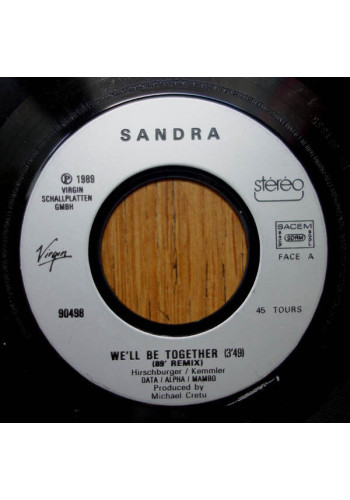 SANDRA
℗ 1989
VIRGIN
SCHALLPLATTEN
GMBH
stéréo
SACEM
SDRM
FACE A
Virgin
90498
45 TOURS
WE'LL BE TOGETHER (3'49)
(89' REMIX)
Hirschburger / Kemmler
DATA / ALPHA / MAMBO
Produced by
Michael Cretu